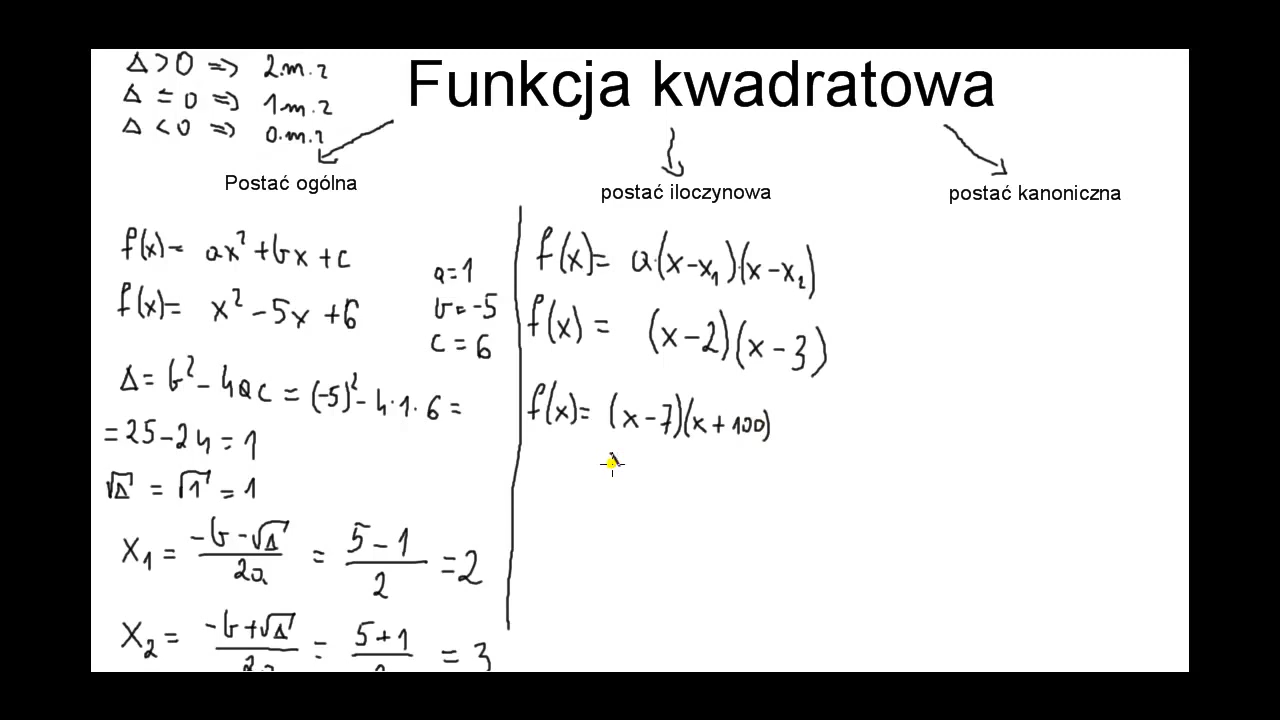 Δ > 0 => 2.m.z
Δ = 0 => 1.m.z
Δ < 0 => 0.m.z
Funkcja kwadratowa
Postać ogólna
f(x)= ax²+bx+c
f(x)= x²-5x+6
a=1
b=-5
c=6
Δ= b²-4ac = (-5)²-4·1·6=
=25-24=1
√Δ = √1 = 1
x₁ = (-b-√Δ)/2a = (5-1)/2 = 2
x₂ = (-b+√Δ)/2a = (5+1)/2 = 3
postać iloczynowa
f(x)= a·(x-x₁)·(x-x₂)
f(x) = (x-2)(x-3)
f(x)= (x-7)(x+100)
postać kanoniczna